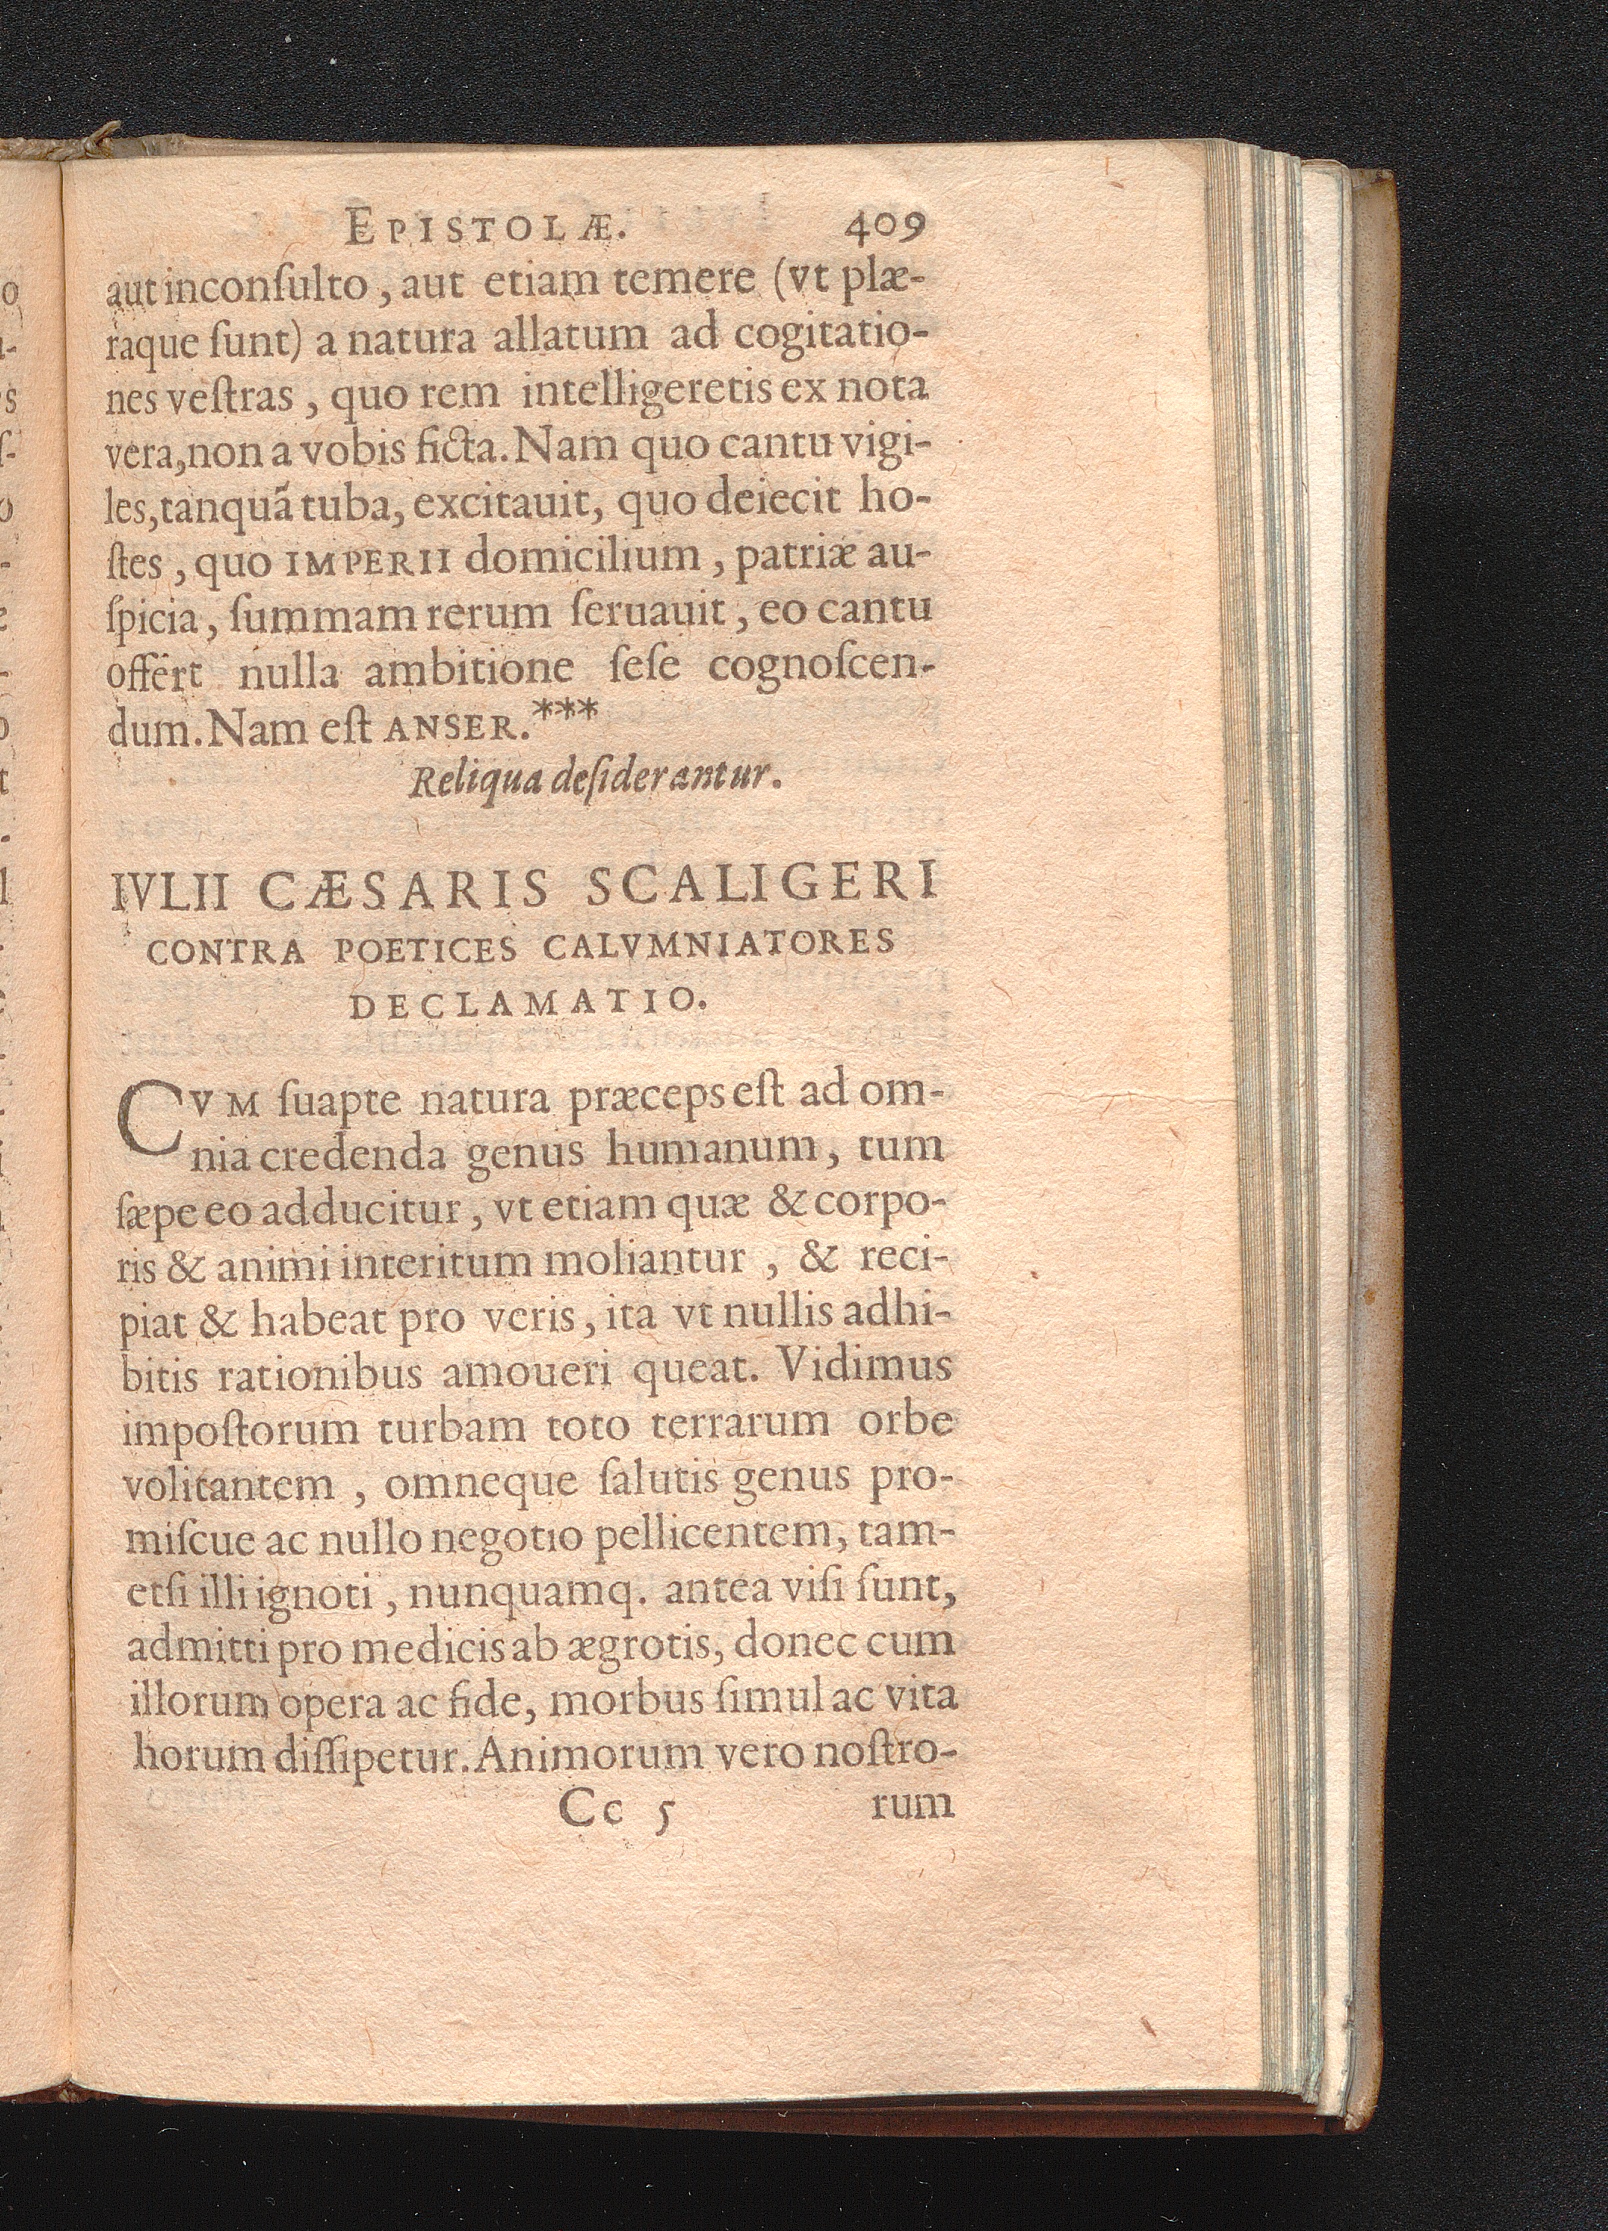 EPISTOLÆ. 409
aut inconſulto, aut etiam temere (vt plæ-
raque ſunt) a natura allatum ad cogitatio-
nes veſtras, quo rem intelligeretis ex nota
vera, non a vobis ficta. Nam quo cantu vigi-
les, tanquā tuba, excitauit, quo deiecit ho-
ſtes, quo IMPERII domicilium, patriæ au-
ſpicia, ſummam rerum ſeruauit, eo cantu
offert nulla ambitione ſeſe cognoſcen-
dum. Nam eſt ANSER.***
Reliqua deſiderantur.
IVLII CÆSARIS SCALIGERI
CONTRA POETICES CALVMNIATORES
DECLAMATIO.
CVM ſuapte natura præceps eſt ad om-
nia credenda genus humanum, tum
ſæpe eo adducitur, vt etiam quæ & corpo-
ris & animi interitum moliantur, & reci-
piat & habeat pro veris, ita vt nullis adhi-
bitis rationibus amoueri queat. Vidimus
impoſtorum turbam toto terrarum orbe
volitantem, omneque ſalutis genus pro-
miſcue ac nullo negotio pellicentem, tam-
etſi illi ignoti, nunquamq. antea viſi ſunt,
admitti pro medicis ab ægrotis, donec cum
illorum opera ac fide, morbus ſimul ac vita
horum diſſipetur. Animorum vero noſtro-
Cc 5 rum